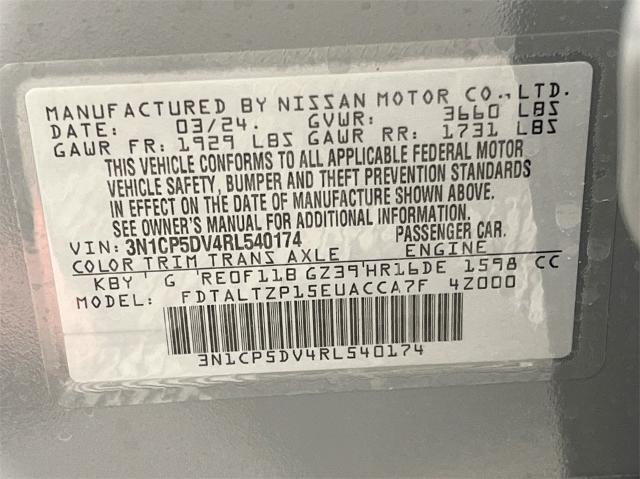 MANUFACTURED BY NISSAN MOTOR CO., LTD.
DATE: 03/24. GVWR: 3660 LBS
GAWR FR: 1929 LBS GAWR RR: 1731 LBS
THIS VEHICLE CONFORMS TO ALL APPLICABLE FEDERAL MOTOR
VEHICLE SAFETY, BUMPER AND THEFT PREVENTION STANDARDS
IN EFFECT ON THE DATE OF MANUFACTURE SHOWN ABOVE.
SEE OWNER'S MANUAL FOR ADDITIONAL INFORMATION.
VIN: 3N1CP5DV4RL540174 PASSENGER CAR.
COLOR TRIM TRANS AXLE ENGINE
KBY G RE0F11B GZ39 HR16DE 1598 CC
MODEL: FDTALTZP15EUACCA7F 4Z000
3N1CP5DV4RL540174